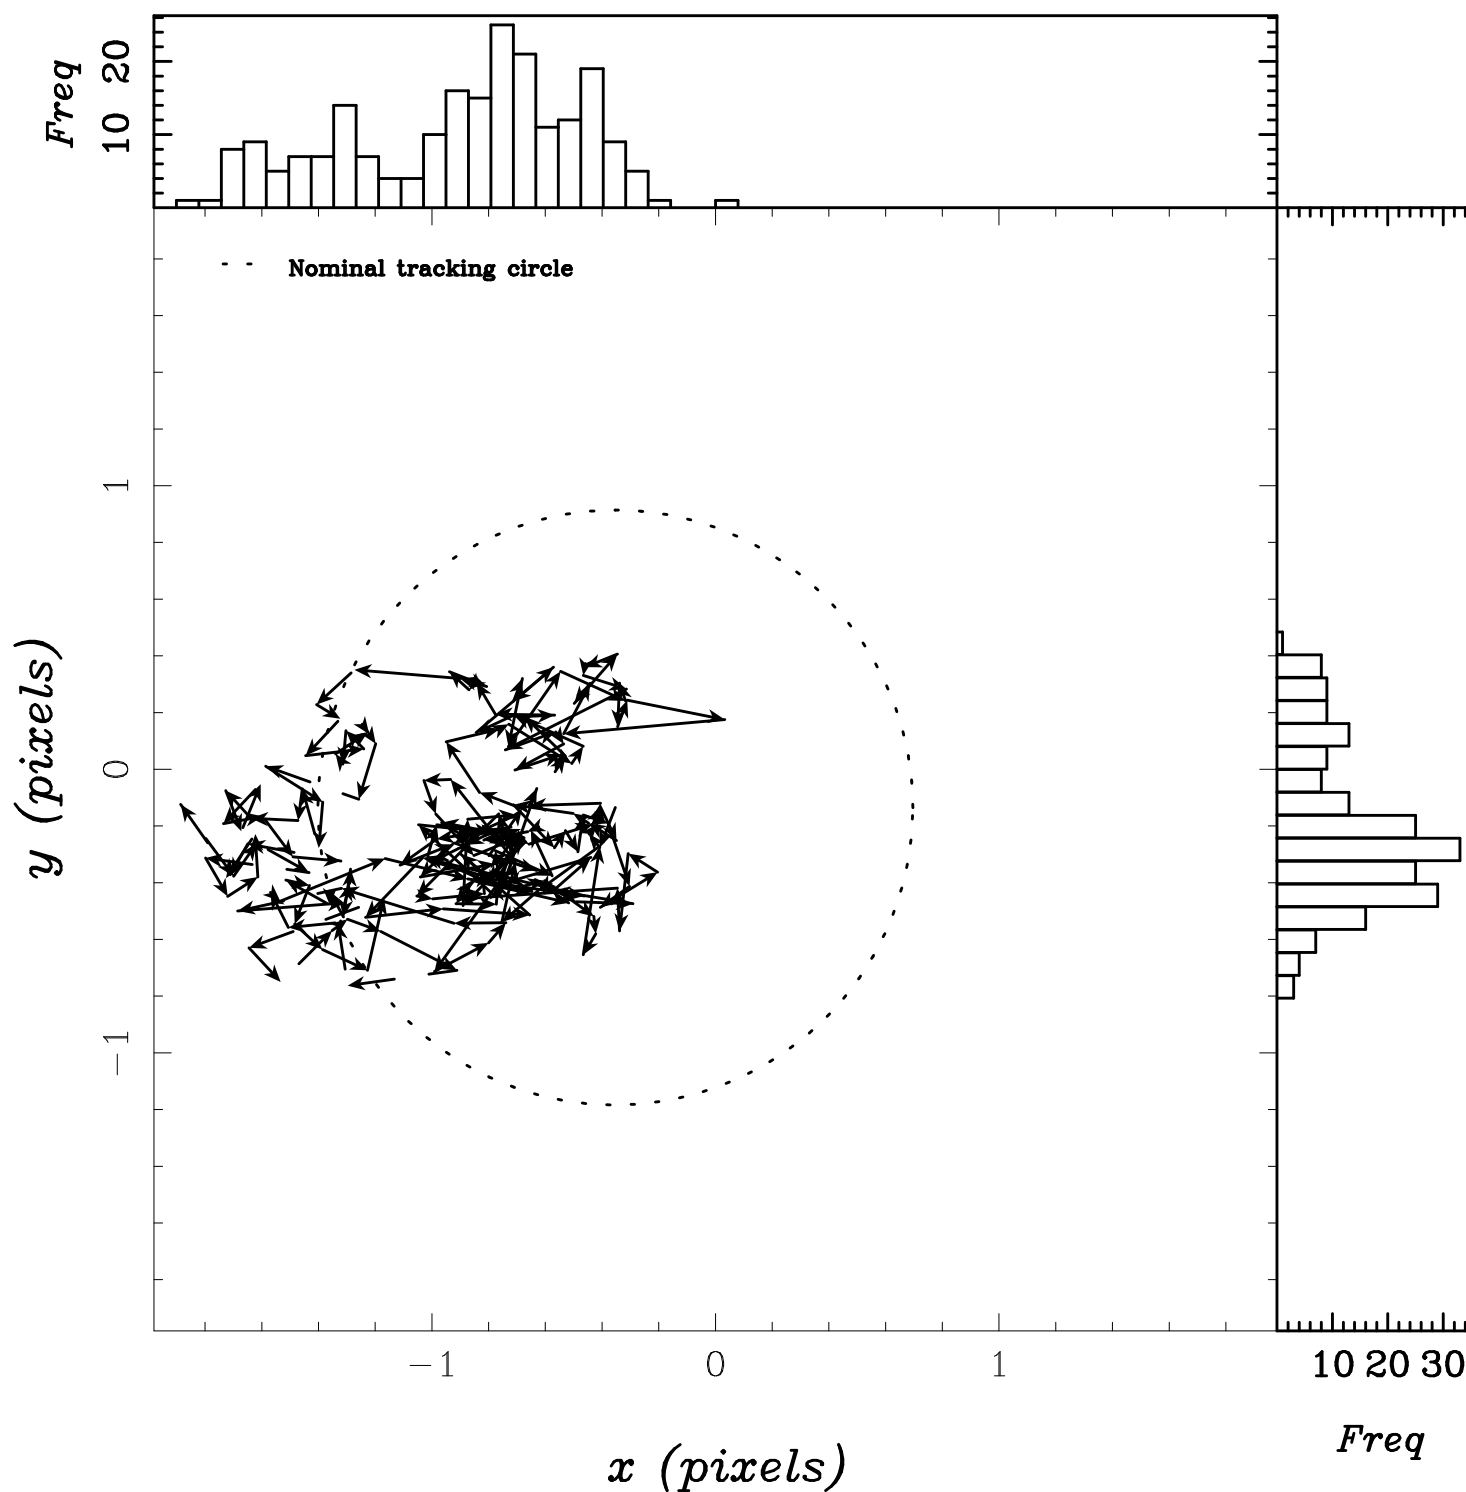 Freq
20
10
Nominal tracking circle
y (pixels)
1
0
−1
−1 0 1
10 20 30
Freq
x (pixels)